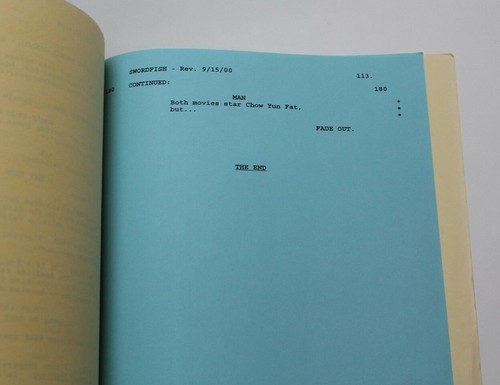 SWORDFISH - Rev. 9/15/00
113.
CONTINUED:
180
MAN
Both movies star Chow Yun Fat, *
but... *
*
FADE OUT.
THE END